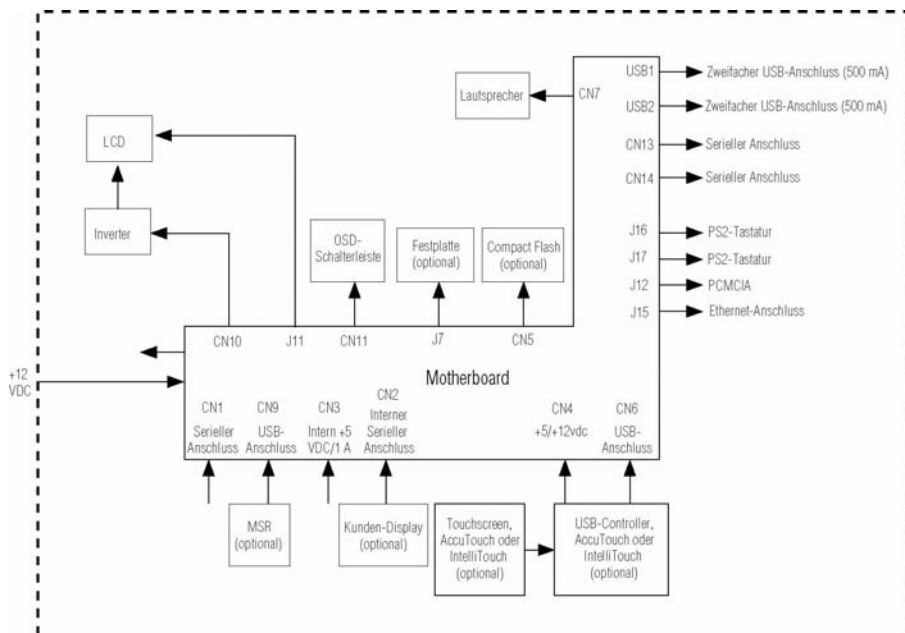 USB1
Zweifacher USB-Anschluss (500 mA)
Lautsprecher
CN7
USB2
Zweifacher USB-Anschluss (500 mA)
LCD
CN13
Serieller Anschluss
CN14
Serieller Anschluss
Inverter
OSD-
Schalterleiste
Festplatte
(optional)
Compact Flash
(optional)
J16
PS2-Tastatur
J17
PS2-Tastatur
J12
PCMCIA
J15
Ethernet-Anschluss
CN10
J11
CN11
J7
CN5
+12
VDC
Motherboard
CN1
Serieller
Anschluss
CN9
USB-
Anschluss
CN3
Intern +5
VDC/1 A
CN2
Interner
Serieller
Anschluss
CN4
+5/+12vdc
CN6
USB-
Anschluss
MSR
(optional)
Kunden-Display
(optional)
Touchscreen,
AccuTouch oder
IntelliTouch
(optional)
USB-Controller,
AccuTouch oder
IntelliTouch
(optional)